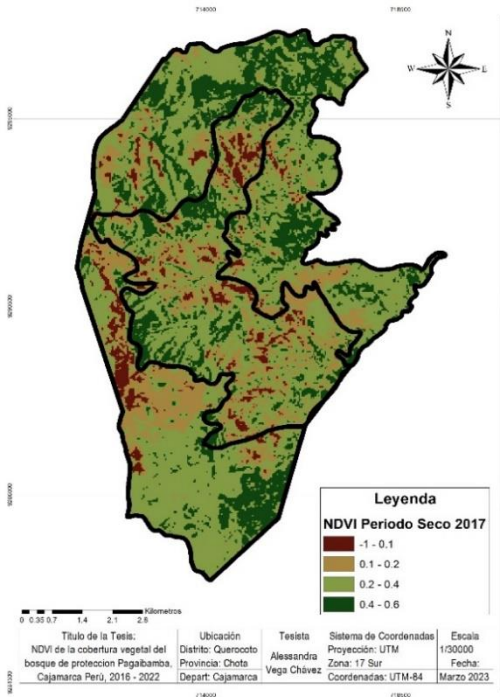 714000
718500
N
W
E
S
Leyenda
NDVI Periodo Seco 2017
-1 - 0.1
0.1 - 0.2
0.2 - 0.4
0.4 - 0.6
0 0.35 0.7 1.4 2.1 2.8
Kilometros
Titulo de la Tesis:
NDVI de la cobertura vegetal del
bosque de proteccion Pagaibamba,
Cajamarca Perú, 2016 - 2022
Ubicación
Distrito: Querocoto
Provincia: Chota
Depart: Cajamarca
Tesista
Alessandra
Vega Chávez
Sistema de Coordenadas
Proyección: UTM
Zona: 17 Sur
Coordenadas: UTM-84
Escala
1/30000
Fecha:
Marzo 2023
714000
718500